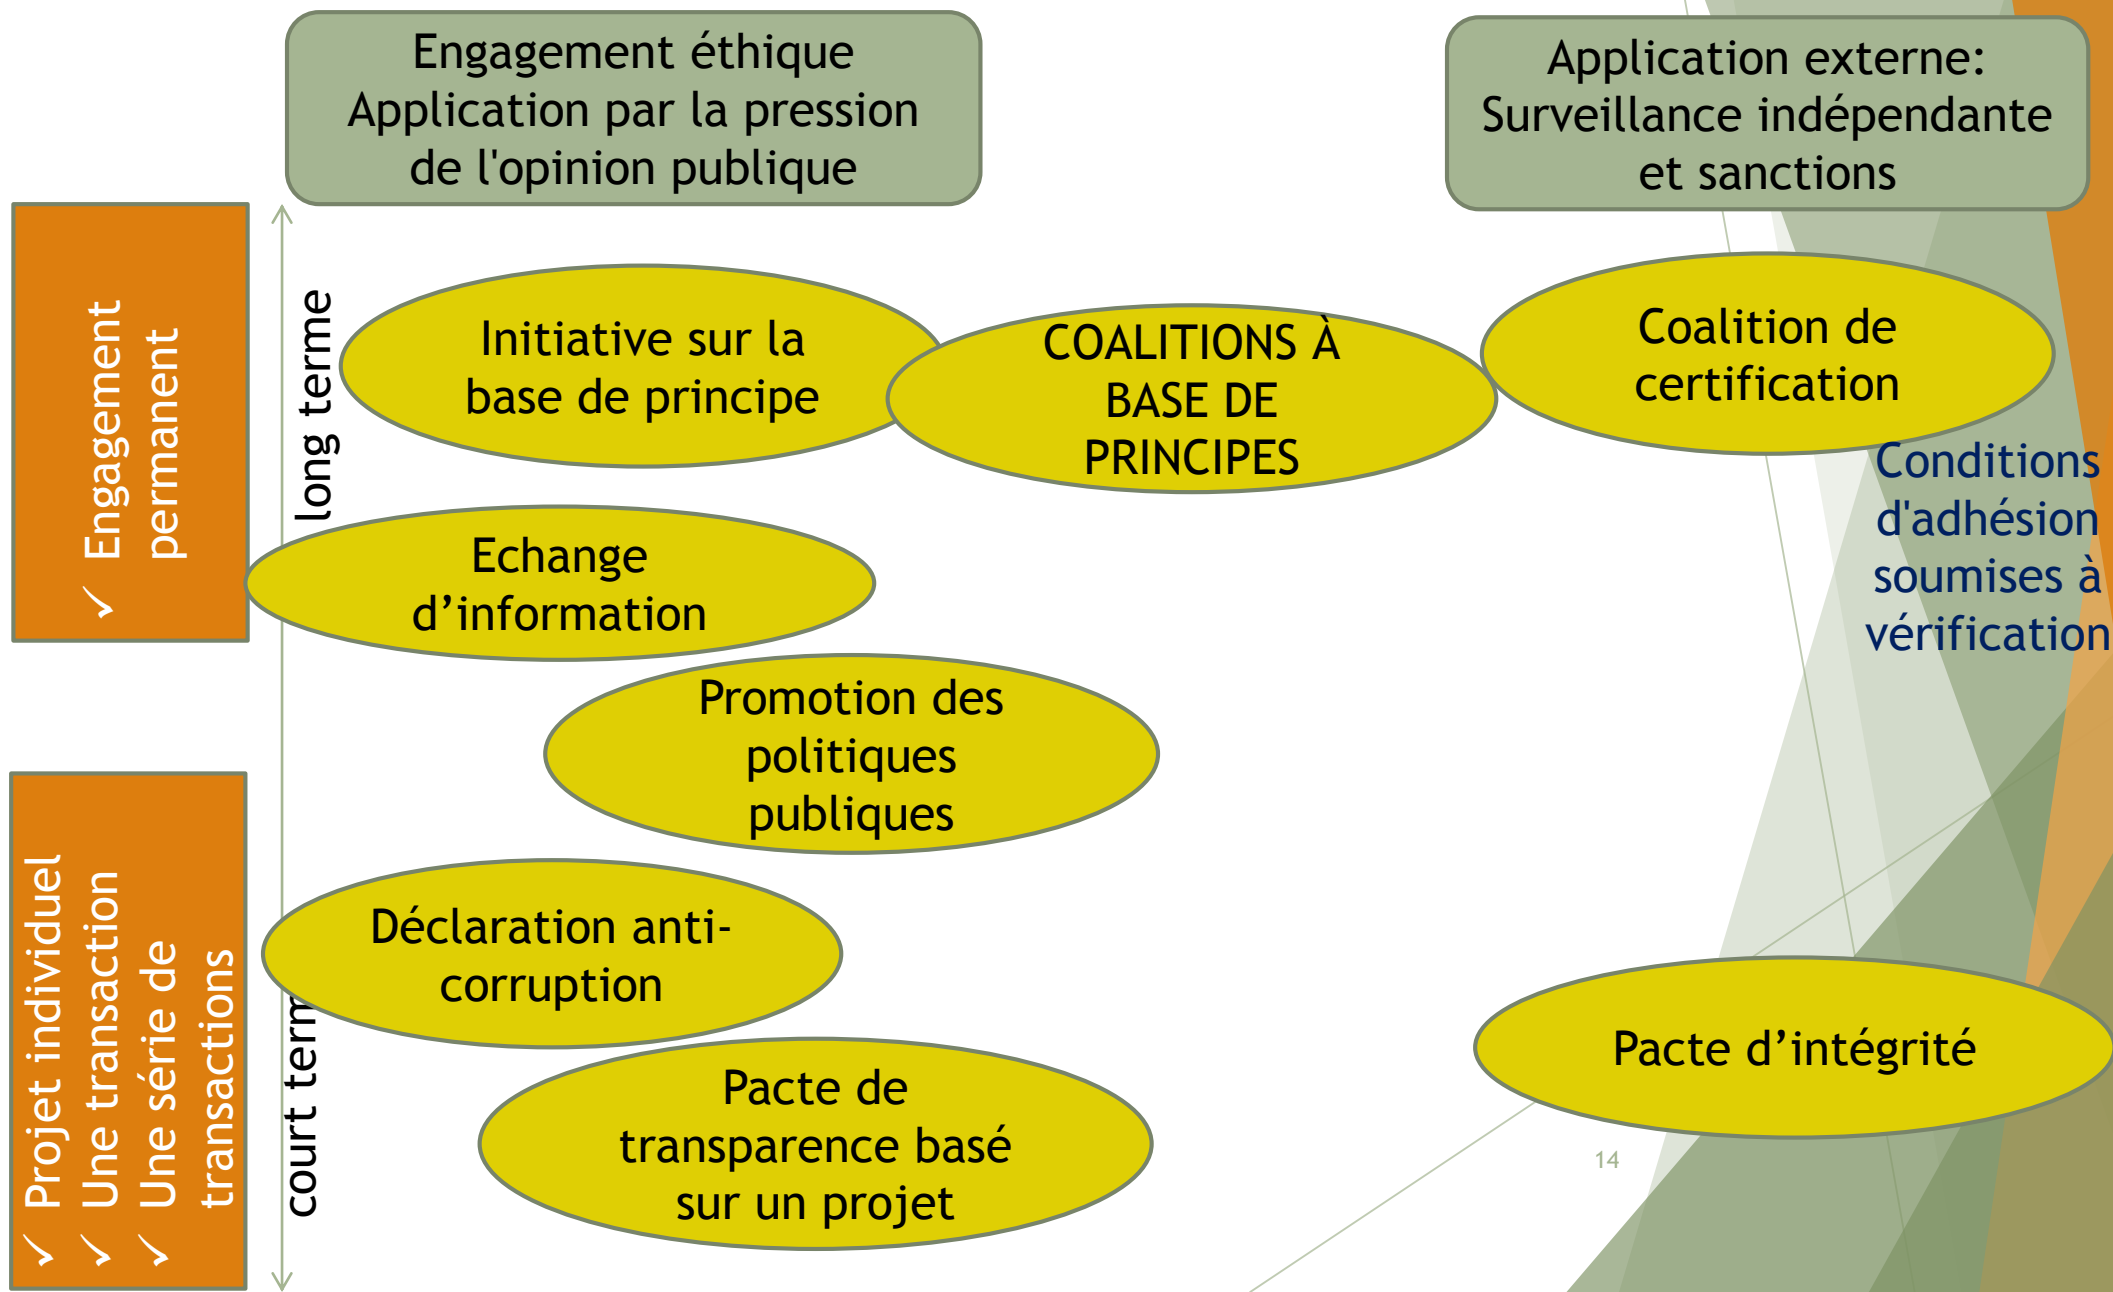 Engagement éthique
Application par la pression
de l'opinion publique
Application externe:
Surveillance indépendante
et sanctions
✓ Engagement
permanent
long terme
Initiative sur la
base de principe
COALITIONS À
BASE DE
PRINCIPES
Coalition de
certification
Conditions
d'adhésion
soumises à
vérification
Echange
d’information
Promotion des
politiques
publiques
✓ Projet individuel
✓ Une transaction
✓ Une série de
transactions
court term
Déclaration anti-
corruption
Pacte de
transparence basé
sur un projet
Pacte d’intégrité
14